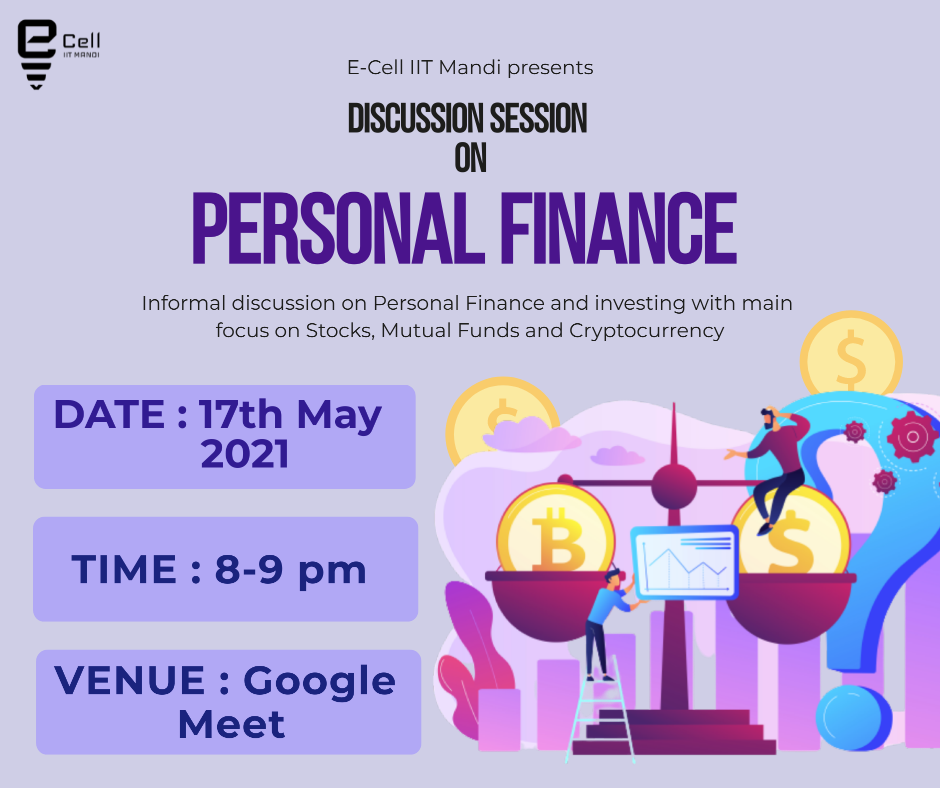 e Cell
IIT MANDI
E-Cell IIT Mandi presents
DISCUSSION SESSION
ON
PERSONAL FINANCE
Informal discussion on Personal Finance and investing with main
focus on Stocks, Mutual Funds and Cryptocurrency
DATE : 17th May
2021
TIME : 8-9 pm
VENUE : Google
Meet